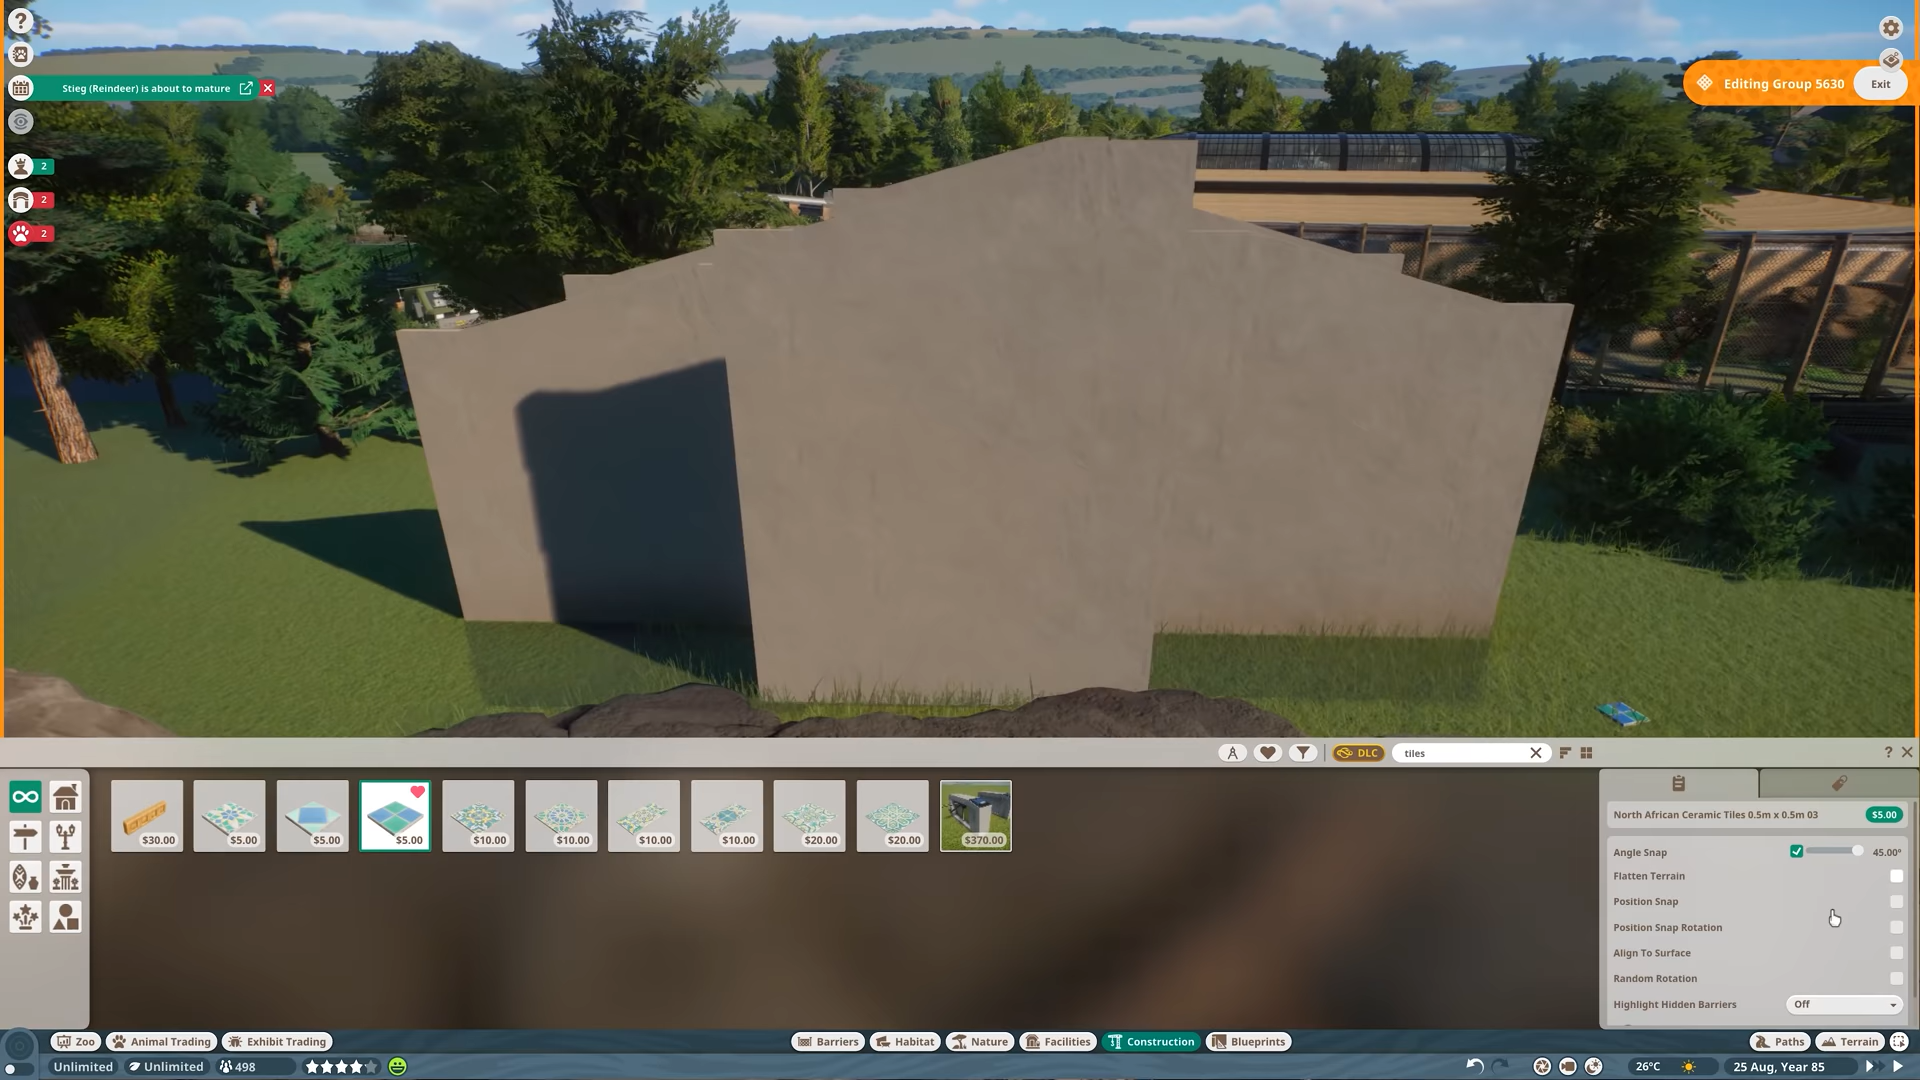 ?
Stieg (Reindeer) is about to mature
Editing Group 5630
Exit
2
2
2
DLC
tiles
?
$30.00
$5.00
$5.00
$5.00
$10.00
$10.00
$10.00
$10.00
$20.00
$20.00
$370.00
North African Ceramic Tiles 0.5m x 0.5m 03
$5.00
Angle Snap
45.00°
Flatten Terrain
Position Snap
Position Snap Rotation
Align To Surface
Random Rotation
Highlight Hidden Barriers
Off
Zoo
Animal Trading
Exhibit Trading
Barriers
Habitat
Nature
Facilities
Construction
Blueprints
Paths
Terrain
Unlimited
Unlimited
498
26°C
25 Aug, Year 85